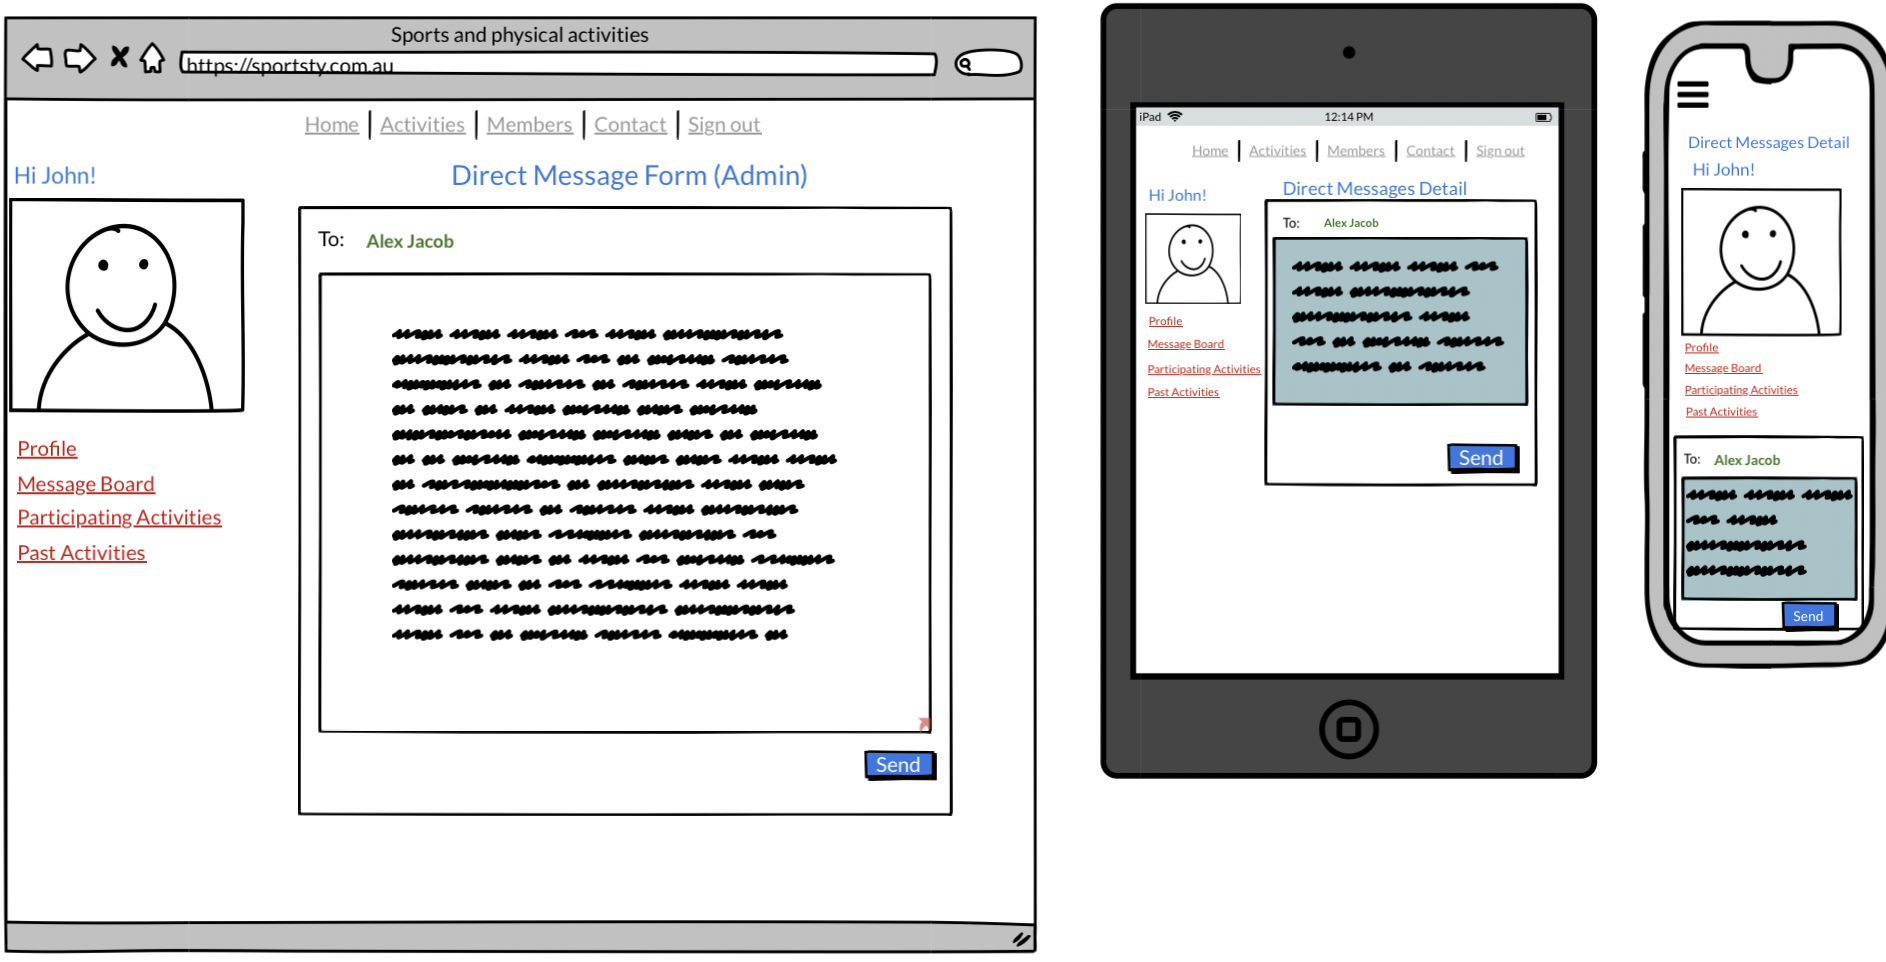 Sports and physical activities
https://sportsty.com.au
Home | Activities | Members | Contact | Sign out
Hi John!
Direct Message Form (Admin)
To: Alex Jacob
Profile
Message Board
Participating Activities
Past Activities
Send
iPad 12:14 PM
Home | Activities | Members | Contact | Sign out
Hi John!
Direct Messages Detail
To: Alex Jacob
Profile
Message Board
Participating Activities
Past Activities
Send
Direct Messages Detail
Hi John!
Profile
Message Board
Participating Activities
Past Activities
To: Alex Jacob
Send